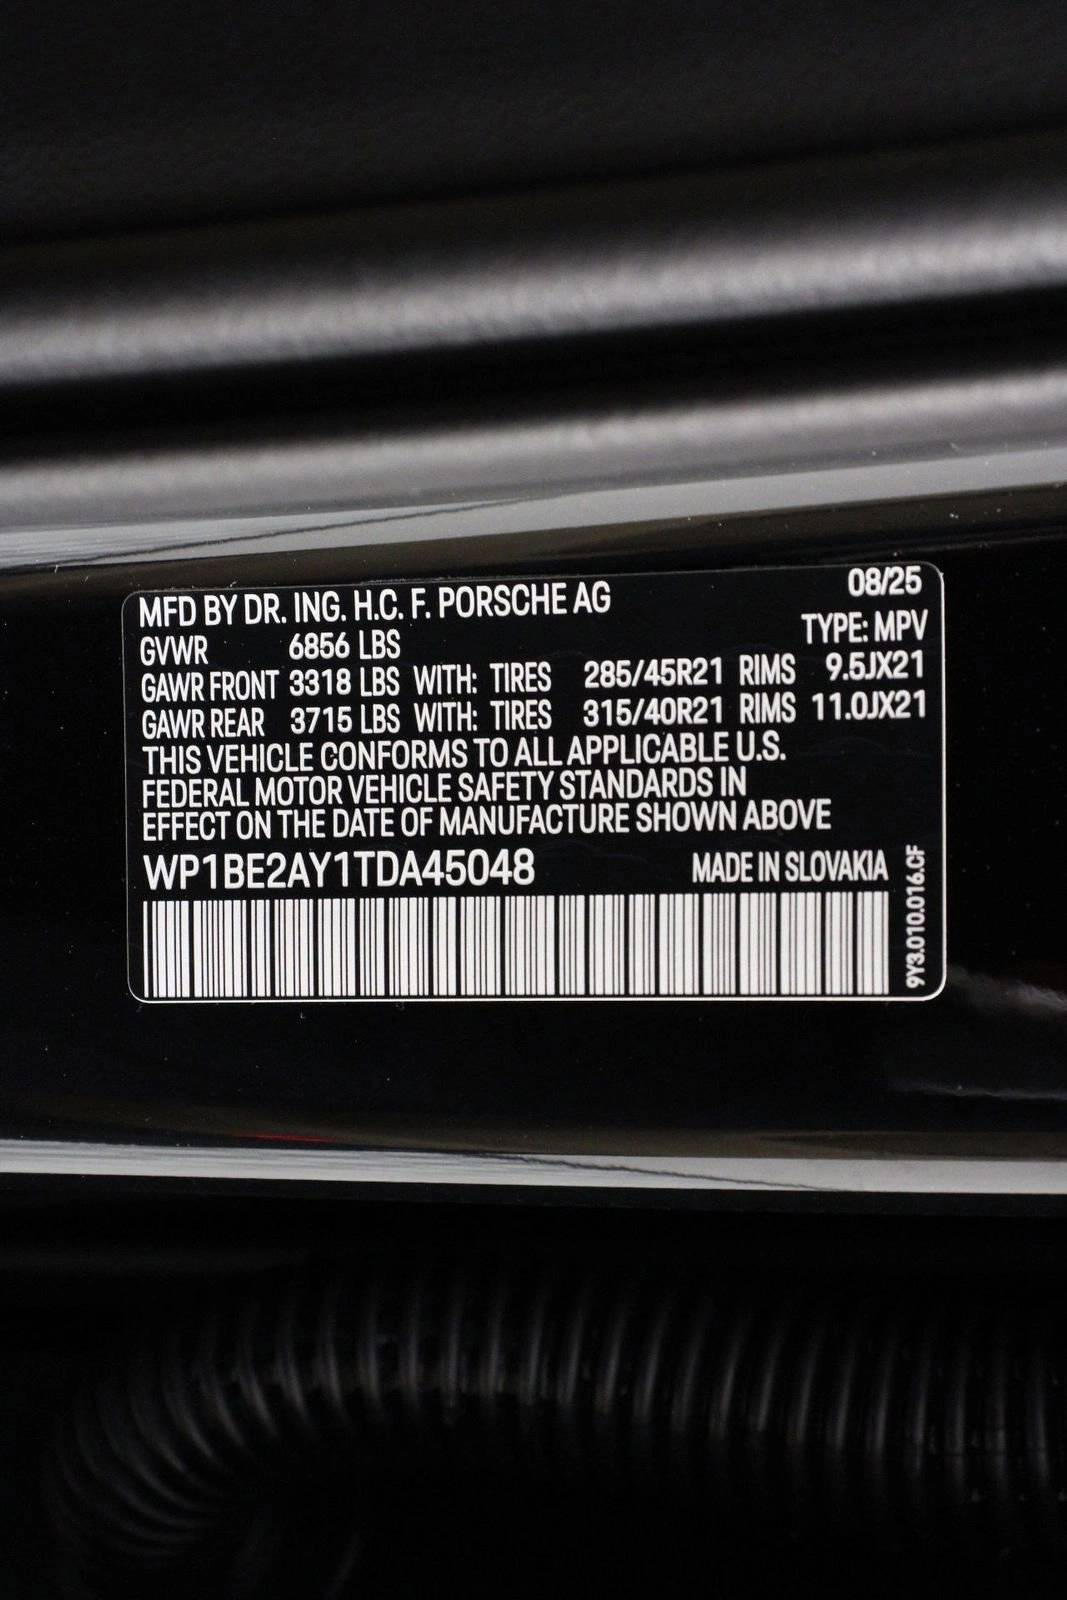 MFD BY DR. ING. H.C. F. PORSCHE AG 08/25
GVWR 6856 LBS TYPE: MPV
GAWR FRONT 3318 LBS WITH: TIRES 285/45R21 RIMS 9.5JX21
GAWR REAR 3715 LBS WITH: TIRES 315/40R21 RIMS 11.0JX21
THIS VEHICLE CONFORMS TO ALL APPLICABLE U.S.
FEDERAL MOTOR VEHICLE SAFETY STANDARDS IN
EFFECT ON THE DATE OF MANUFACTURE SHOWN ABOVE
WP1BE2AY1TDA45048 MADE IN SLOVAKIA
9Y3.010.016.CF